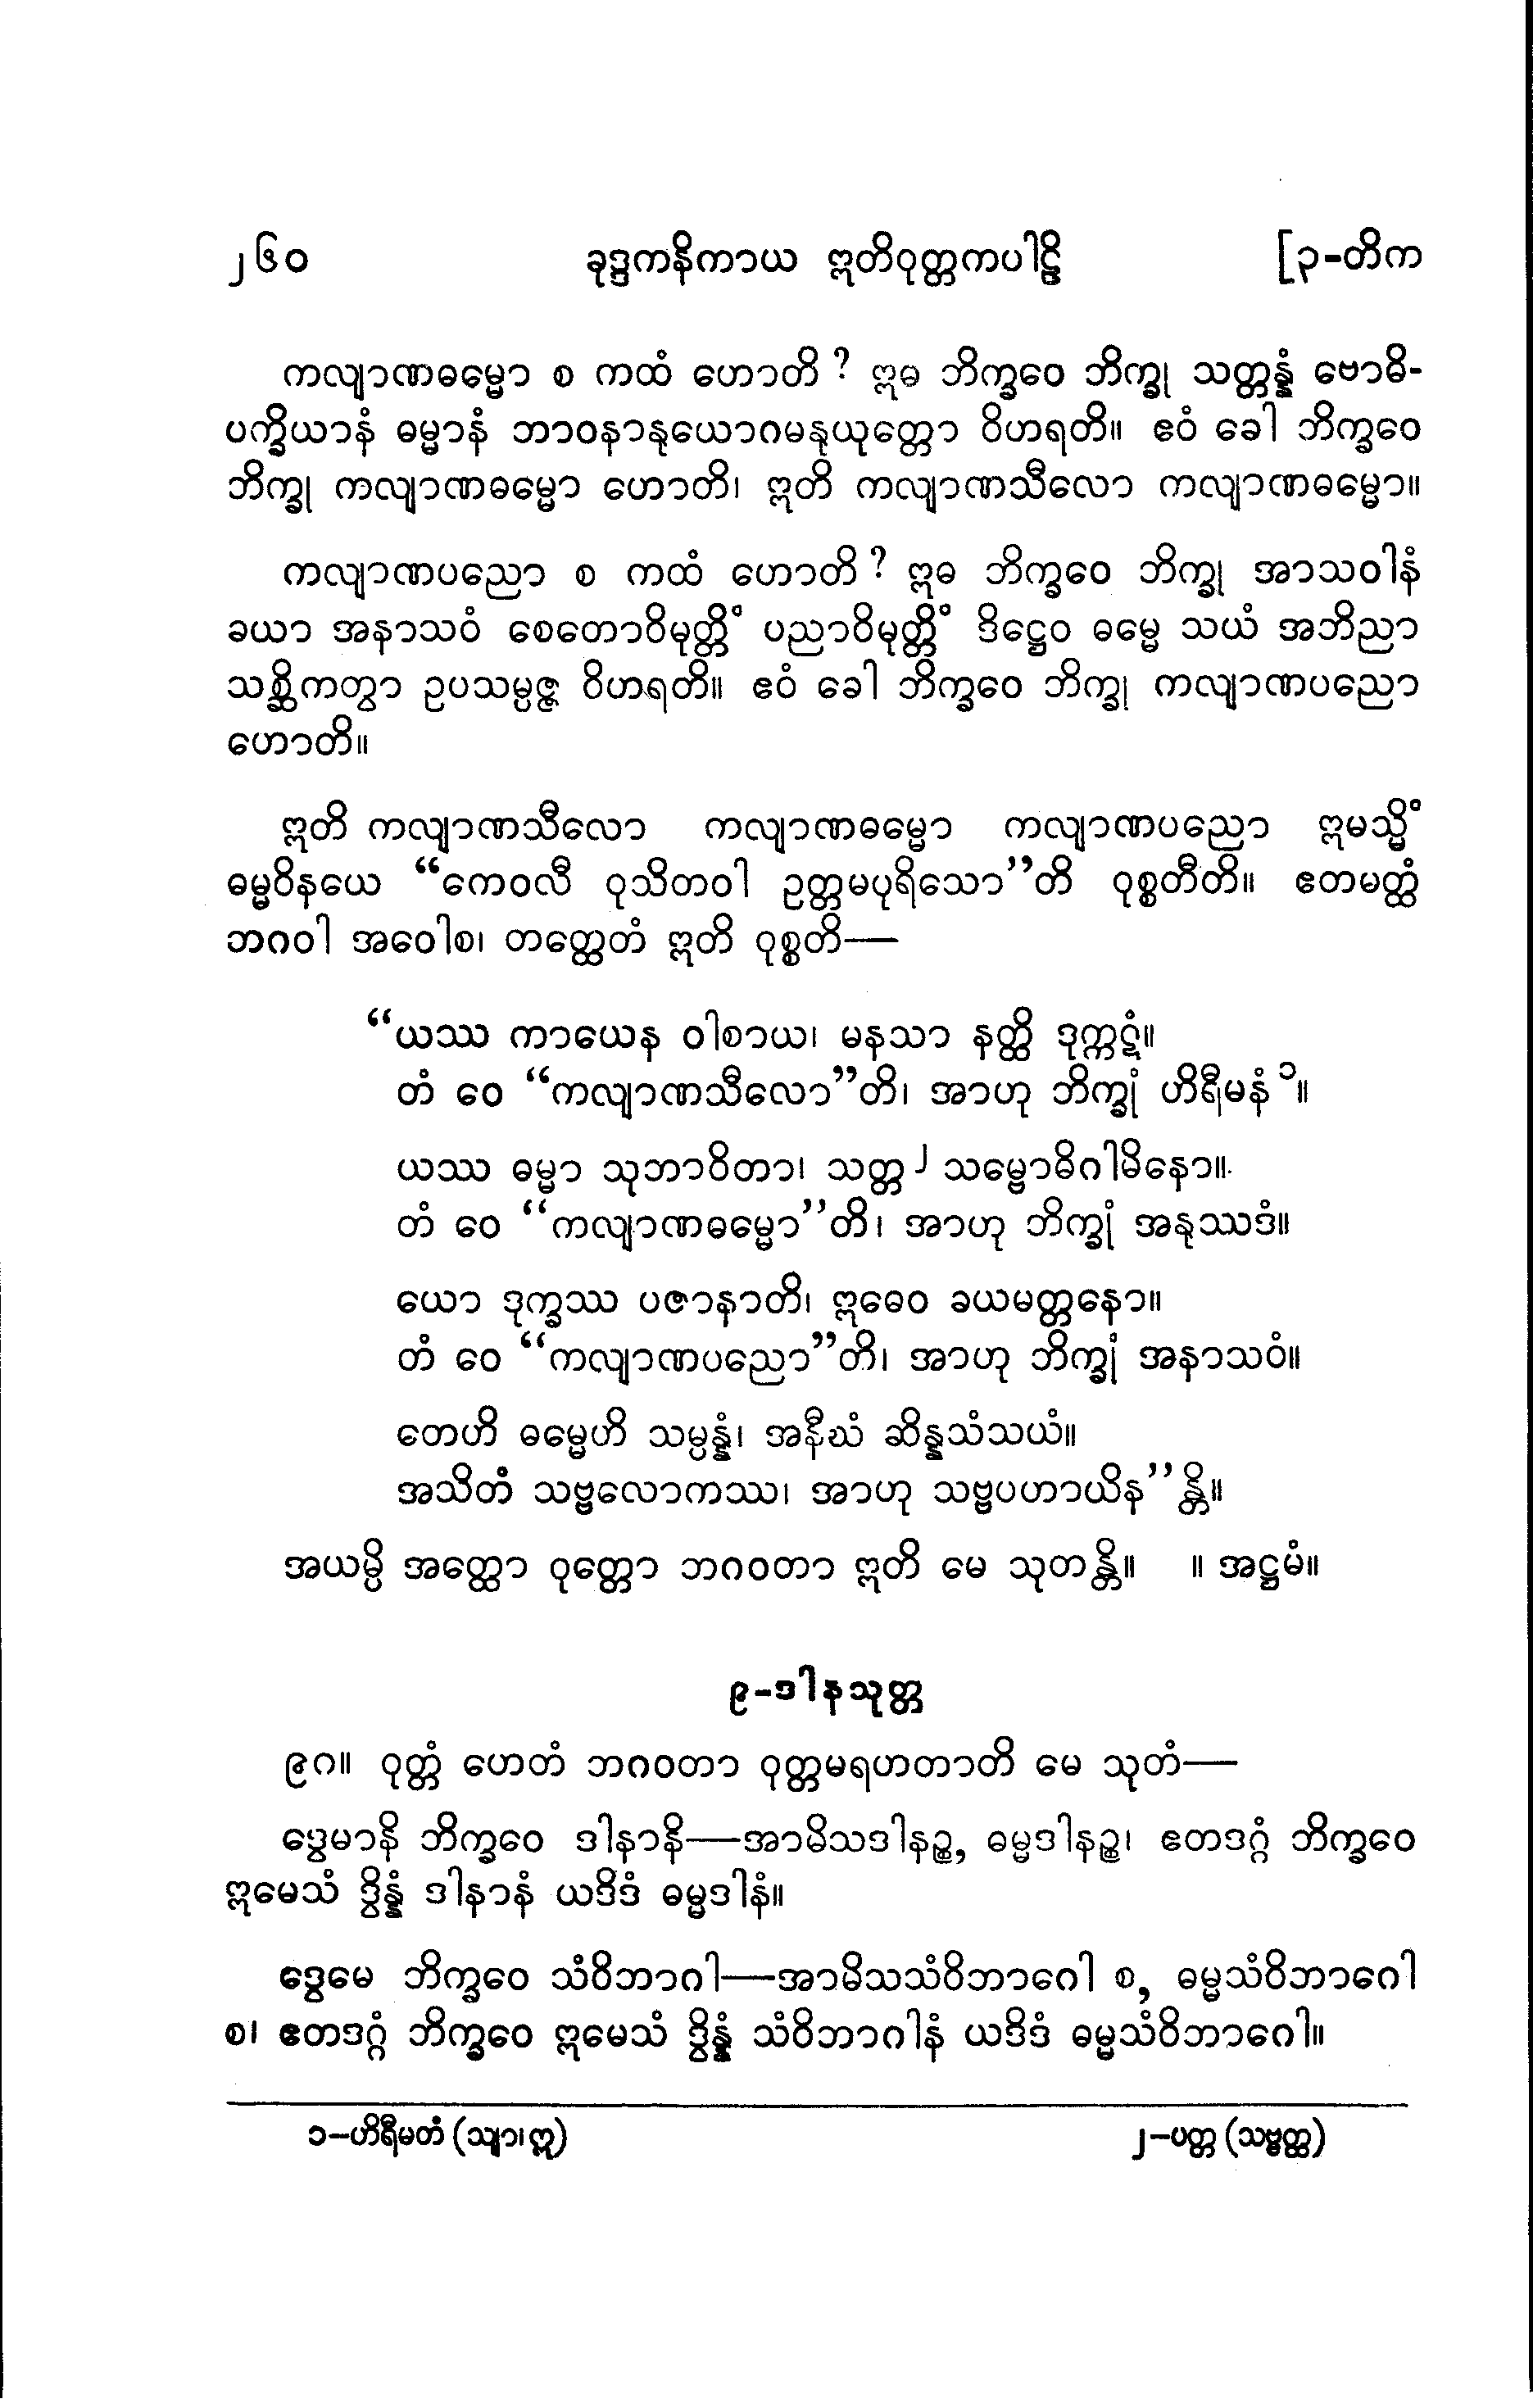 ၂၆၀ ခုဒ္ဒကနိကာယ ဣတိဝုတ္တကပါဠိ [၃-တိက
ကလျာဏဓမ္မော စ ကထံ ဟောတိ? ဣဓ ဘိက္ခဝေ ဘိက္ခု သတ္တန္နံ ဗောဓိ-
ပက္ခိယာနံ ဓမ္မာနံ ဘာဝနာနုယောဂမနုယုတ္တော ဝိဟရတိ။ ဧဝံ ခေါ ဘိက္ခဝေ
ဘိက္ခု ကလျာဏဓမ္မော ဟောတိ၊ ဣတိ ကလျာဏသီလော ကလျာဏဓမ္မော။
ကလျာဏပညော စ ကထံ ဟောတိ? ဣဓ ဘိက္ခဝေ ဘိက္ခု အာသဝါနံ
ခယာ အနာသဝံ စေတောဝိမုတ္တိံ ပညာဝိမုတ္တိံ ဒိဋ္ဌေဝ ဓမ္မေ သယံ အဘိညာ
သစ္ဆိကတွာ ဥပသမ္ပဇ္ဇ ဝိဟရတိ။ ဧဝံ ခေါ ဘိက္ခဝေ ဘိက္ခု ကလျာဏပညော
ဟောတိ။
ဣတိ ကလျာဏသီလော ကလျာဏဓမ္မော ကလျာဏပညော ဣမသ္မိံ
ဓမ္မဝိနယေ “ကေဝလီ ဝုသိတဝါ ဥတ္တမပုရိသော”တိ ဝုစ္စတီတိ။ ဧတမတ္ထံ
ဘဂဝါ အဝေါစ၊ တတ္ထေတံ ဣတိ ဝုစ္စတိ—
“ယဿ ကာယေန ဝါစာယ၊ မနသာ နတ္ထိ ဒုက္ကဋံ။
တံ ဝေ “ကလျာဏသီလော”တိ၊ အာဟု ဘိက္ခုံ ဟိရီမနံ ၁။
ယဿ ဓမ္မာ သုဘာဝိတာ၊ သတ္တ ၂ သမ္ဗောဓိဂါမိနော။
တံ ဝေ “ကလျာဏဓမ္မော”တိ၊ အာဟု ဘိက္ခုံ အနုဿဒံ။
ယော ဒုက္ခဿ ပဇာနာတိ၊ ဣဓေဝ ခယမတ္တနော။
တံ ဝေ “ကလျာဏပညော”တိ၊ အာဟု ဘိက္ခုံ အနာသဝံ။
တေဟိ ဓမ္မေဟိ သမ္ပန္နံ၊ အနီဃံ ဆိန္နသံသယံ။
အသိတံ သဗ္ဗလောကဿ၊ အာဟု သဗ္ဗပဟာယိန”န္တိ။
အယမ္ပိ အတ္ထော ဝုတ္တော ဘဂဝတာ ဣတိ မေ သုတန္တိ။ ။ အဋ္ဌမံ။
၉-ဒါနသုတ္တ
၉၈။ ဝုတ္တံ ဟေတံ ဘဂဝတာ ဝုတ္တမရဟတာတိ မေ သုတံ—
ဒွေမာနိ ဘိက္ခဝေ ဒါနာနိ—အာမိသဒါနဉ္စ, ဓမ္မဒါနဉ္စ၊ ဧတဒဂ္ဂံ ဘိက္ခဝေ
ဣမေသံ ဒွိန္နံ ဒါနာနံ ယဒိဒံ ဓမ္မဒါနံ။
ဒွေမေ ဘိက္ခဝေ သံဝိဘာဂါ—အာမိသသံဝိဘာဂေါ စ, ဓမ္မသံဝိဘာဂေါ
စ၊ ဧတဒဂ္ဂံ ဘိက္ခဝေ ဣမေသံ ဒွိန္နံ သံဝိဘာဂါနံ ယဒိဒံ ဓမ္မသံဝိဘာဂေါ။
၁—ဟိရီမတံ (သျာ၊ဣ) ၂—ပတ္တ (သဗ္ဗတ္ထ)